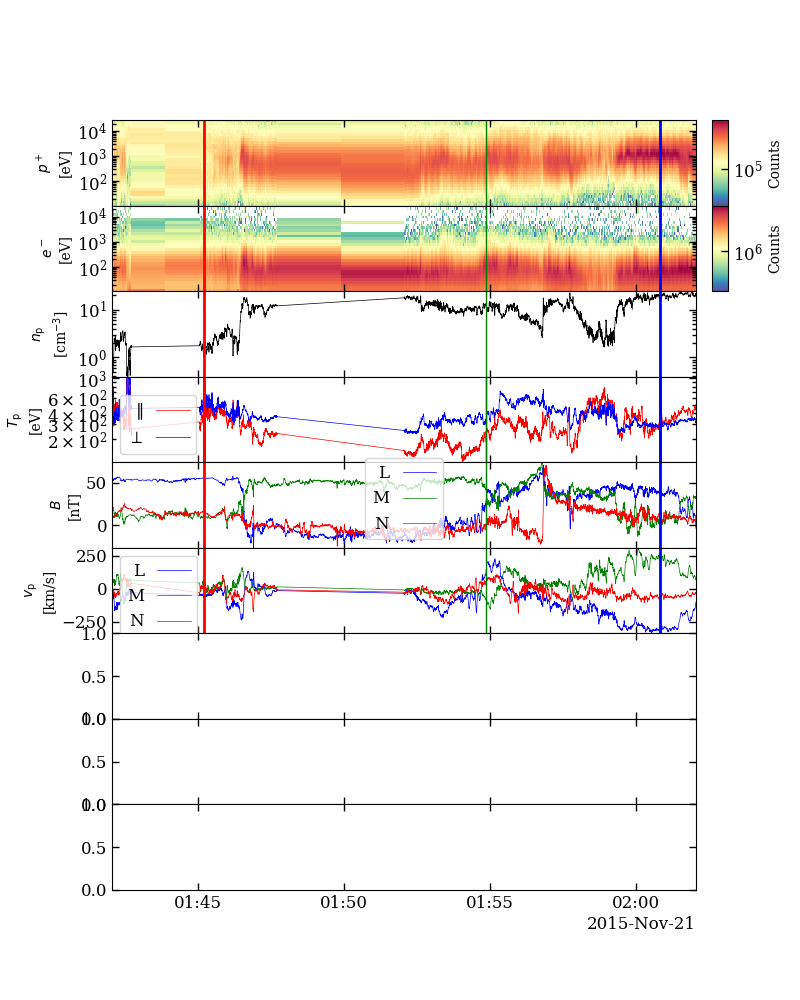 10⁴
10³
10²
p⁺
[eV]
10⁵
Counts
10⁴
10³
10²
e⁻
[eV]
10⁶
Counts
10¹
10⁰
nₚ
[cm⁻³]
10³
6 × 10²
4 × 10²
3 × 10²
2 × 10²
Tₚ
[eV]
∥
⊥
50
0
B
[nT]
L
M
N
250
0
−250
vₚ
[km/s]
L
M
N
1.0
0.5
0.0
1.0
0.5
0.0
1.0
0.5
0.0
01:45
01:50
01:55
02:00
2015-Nov-21